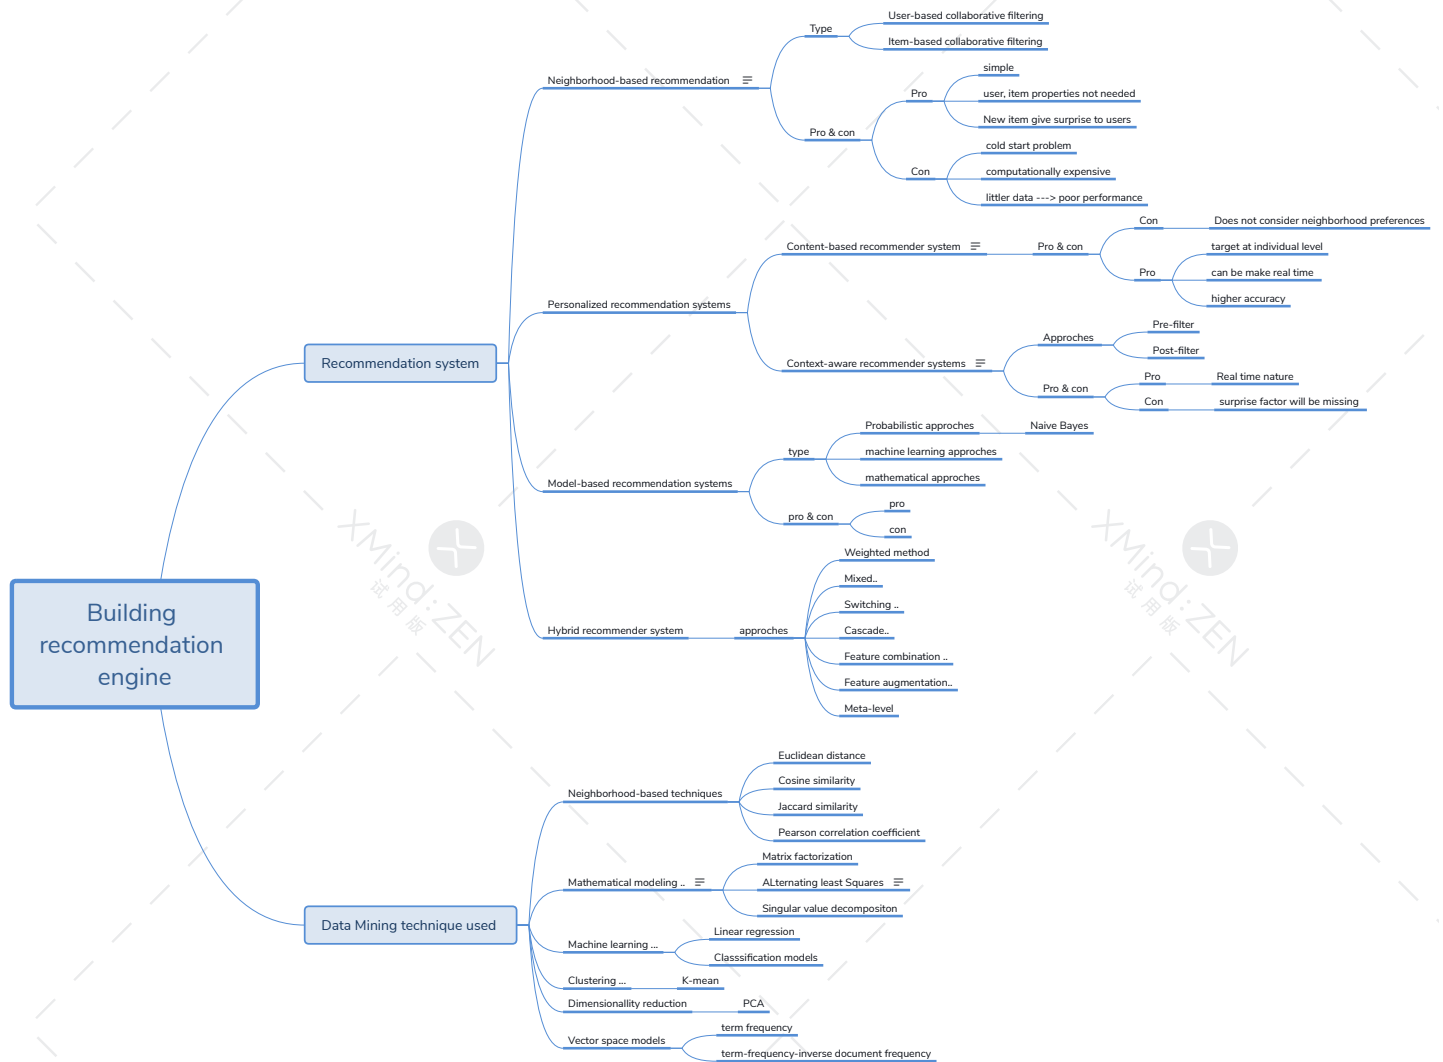 Building
recommendation
engine
Recommendation system
Neighborhood-based recommendation
Type
User-based collaborative filtering
Item-based collaborative filtering
Pro & con
Pro
simple
user, item properties not needed
New item give surprise to users
Con
cold start problem
computationally expensive
littler data ---> poor performance
Personalized recommendation systems
Content-based recommender system
Pro & con
Con
Does not consider neighborhood preferences
Pro
target at individual level
can be make real time
higher accuracy
Context-aware recommender systems
Approches
Pre-filter
Post-filter
Pro & con
Pro
Real time nature
Con
surprise factor will be missing
Model-based recommendation systems
type
Probabilistic approches
Naive Bayes
machine learning approches
mathematical approches
pro & con
pro
con
Hybrid recommender system
approches
Weighted method
Mixed..
Switching ..
Cascade..
Feature combination ..
Feature augmentation..
Meta-level
Data Mining technique used
Neighborhood-based techniques
Euclidean distance
Cosine similarity
Jaccard similarity
Pearson correlation coefficient
Mathematical modeling ..
Matrix factorization
ALternating least Squares
Singular value decompositon
Machine learning ...
Linear regression
Classsification models
Clustering ...
K-mean
Dimensionallity reduction
PCA
Vector space models
term frequency
term-frequency-inverse document frequency
XMind:ZEN
试用版
XMind:ZEN
试用版